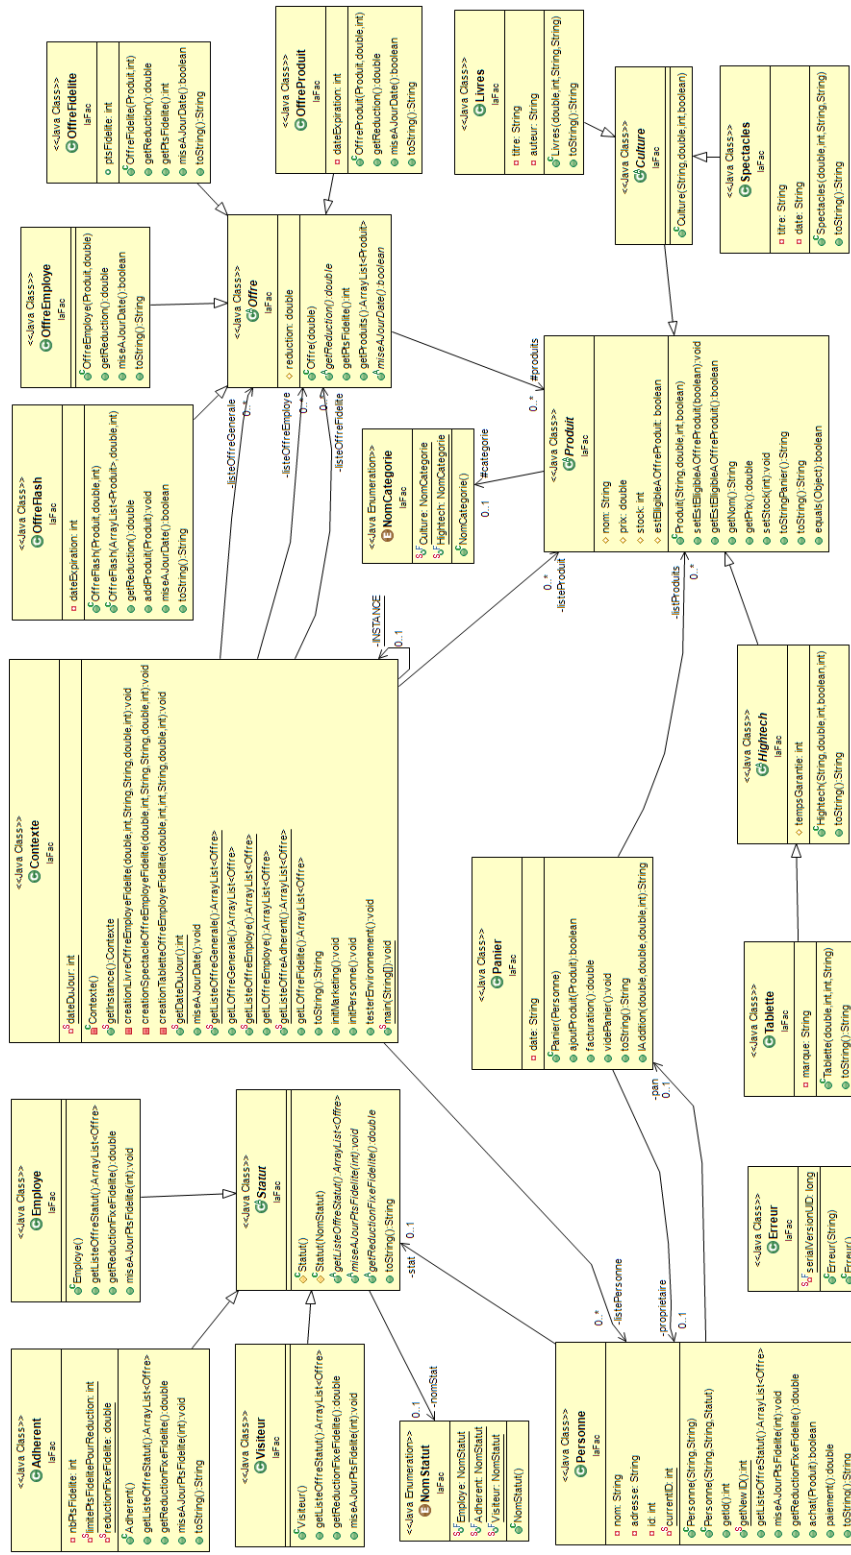 <<Java Class>>
Adherent
laFac
nbPtsFidelite: int
limitePtsFidelitePourReduction: int
reductionFixeFidelite: double
Adherent()
getListeOffreStatut():ArrayList<Offre>
getReductionFixeFidelite():double
miseAJourPtsFidelite(int):void
toString():String
<<Java Class>>
Employe
laFac
Employe()
getListeOffreStatut():ArrayList<Offre>
getReductionFixeFidelite():double
miseAJourPtsFidelite(int):void
<<Java Class>>
Contexte
laFac
dateDuJour: int
Contexte()
getInstance():Contexte
creationLivreOffreEmployeFidelite(double,int,String,String,double,int):void
creationSpectacleOffreEmployeFidelite(double,int,String,String,double,int):void
creationTabletteOffreEmployeFidelite(double,int,int,String,double,int):void
getDateDuJour():int
miseAJourDate():void
getListeOffreGenerale():ArrayList<Offre>
getLOffreGenerale():ArrayList<Offre>
getListeOffreEmploye():ArrayList<Offre>
getLOffreEmploye():ArrayList<Offre>
getListeOffreAdherent():ArrayList<Offre>
getLOffreFidelite():ArrayList<Offre>
toString():String
initMarketing():void
initPersonne():void
testerEnvironnement():void
main(String[]):void
<<Java Class>>
OffreFlash
laFac
dateExpiration: int
OffreFlash(Produit,double,int)
OffreFlash(ArrayList<Produit>,double,int)
getReduction():double
addProduit(Produit):void
miseAJourDate():boolean
toString():String
<<Java Class>>
OffreEmploye
laFac
OffreEmploye(Produit,double)
getReduction():double
miseAJourDate():boolean
toString():String
<<Java Class>>
OffreFidelite
laFac
ptsFidelite: int
OffreFidelite(Produit,int)
getReduction():double
getPtsFidelite():int
miseAJourDate():boolean
toString():String
<<Java Class>>
Visiteur
laFac
Visiteur()
getListeOffreStatut():ArrayList<Offre>
getReductionFixeFidelite():double
miseAJourPtsFidelite(int):void
<<Java Class>>
Statut
laFac
Statut()
Statut(NomStatut)
getListeOffreStatut():ArrayList<Offre>
miseAJourPtsFidelite(int):void
getReductionFixeFidelite():double
toString():String
-listeOffreGenerale
0..*
-listeOffreEmploye
0..*
-listeOffreFidelite
0..*
<<Java Class>>
Offre
laFac
reduction: double
Offre(double)
getReduction():double
getPtsFidelite():int
getProduits():ArrayList<Produit>
miseAJourDate():boolean
<<Java Class>>
OffreProduit
laFac
dateExpiration: int
OffreProduit(Produit,double,int)
getReduction():double
miseAJourDate():boolean
toString():String
-INSTANCE
0..1
0..1
-nomStat
-stat
0..1
<<Java Enumeration>>
NomStatut
laFac
Employe: NomStatut
Adherent: NomStatut
Visiteur: NomStatut
NomStatut()
<<Java Enumeration>>
NomCategorie
laFac
Culture: NomCategorie
Hightech: NomCategorie
NomCategorie()
0..1
#categorie
0..*
#produits
0..*
-listeProduit
<<Java Class>>
Livres
laFac
titre: String
auteur: String
Livres(double,int,String,String)
toString():String
<<Java Class>>
Personne
laFac
nom: String
adresse: String
id: int
currentID: int
Personne(String,String)
Personne(String,String,Statut)
getId():int
getNewID():int
getListeOffreStatut():ArrayList<Offre>
miseAJourPtsFidelite(int):void
getReductionFixeFidelite():double
achat(Produit):boolean
paiement():double
toString():String
0..*
-listePersonne
-proprietaire
0..1
-pan
0..1
<<Java Class>>
Panier
laFac
date: String
Panier(Personne)
ajoutProduit(Produit):boolean
facturation():double
videPanier():void
toString():String
lAddition(double,double,double,int):String
-listProduits
0..*
<<Java Class>>
Produit
laFac
nom: String
prix: double
stock: int
estEligibleAOffreProduit: boolean
Produit(String,double,int,boolean)
setEstEligibleAOffreProduit(boolean):void
getEstEligibleAOffreProduit():boolean
getNom():String
getPrix():double
setStock(int):void
toStringPanier():String
toString():String
equals(Object):boolean
<<Java Class>>
Culture
laFac
Culture(String,double,int,boolean)
<<Java Class>>
Erreur
laFac
serialVersionUID: long
Erreur(String)
Erreur()
<<Java Class>>
Tablette
laFac
marque: String
Tablette(double,int,int,String)
toString():String
<<Java Class>>
Hightech
laFac
tempsGarantie: int
Hightech(String,double,int,boolean,int)
toString():String
<<Java Class>>
Spectacles
laFac
titre: String
date: String
Spectacles(double,int,String,String)
toString():String